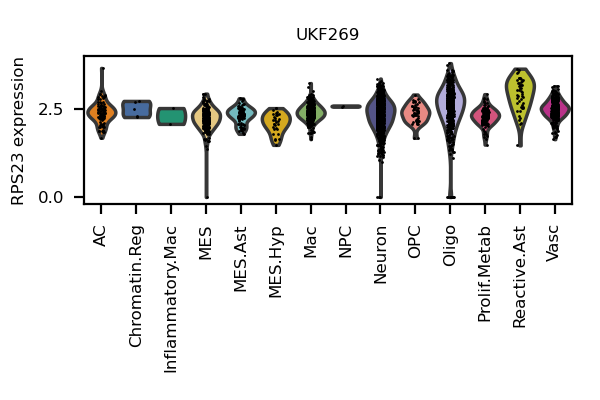 UKF269
RPS23 expression
2.5
0.0
AC
Chromatin.Reg
Inflammatory.Mac
MES
MES.Ast
MES.Hyp
Mac
NPC
Neuron
OPC
Oligo
Prolif.Metab
Reactive.Ast
Vasc